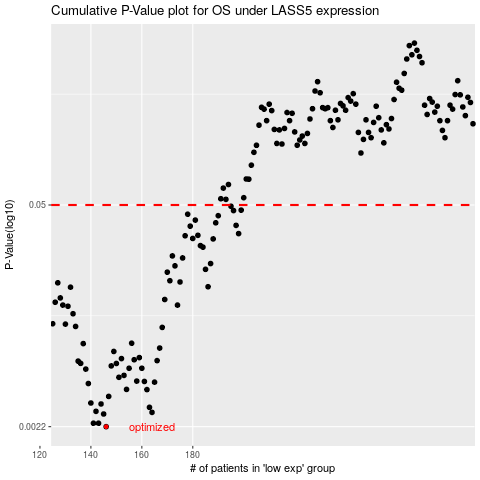 Cumulative P-Value plot for OS under LASS5 expression
P-Value(log10)
0.05
0.0022
optimized
120 140 160 180
# of patients in 'low exp' group